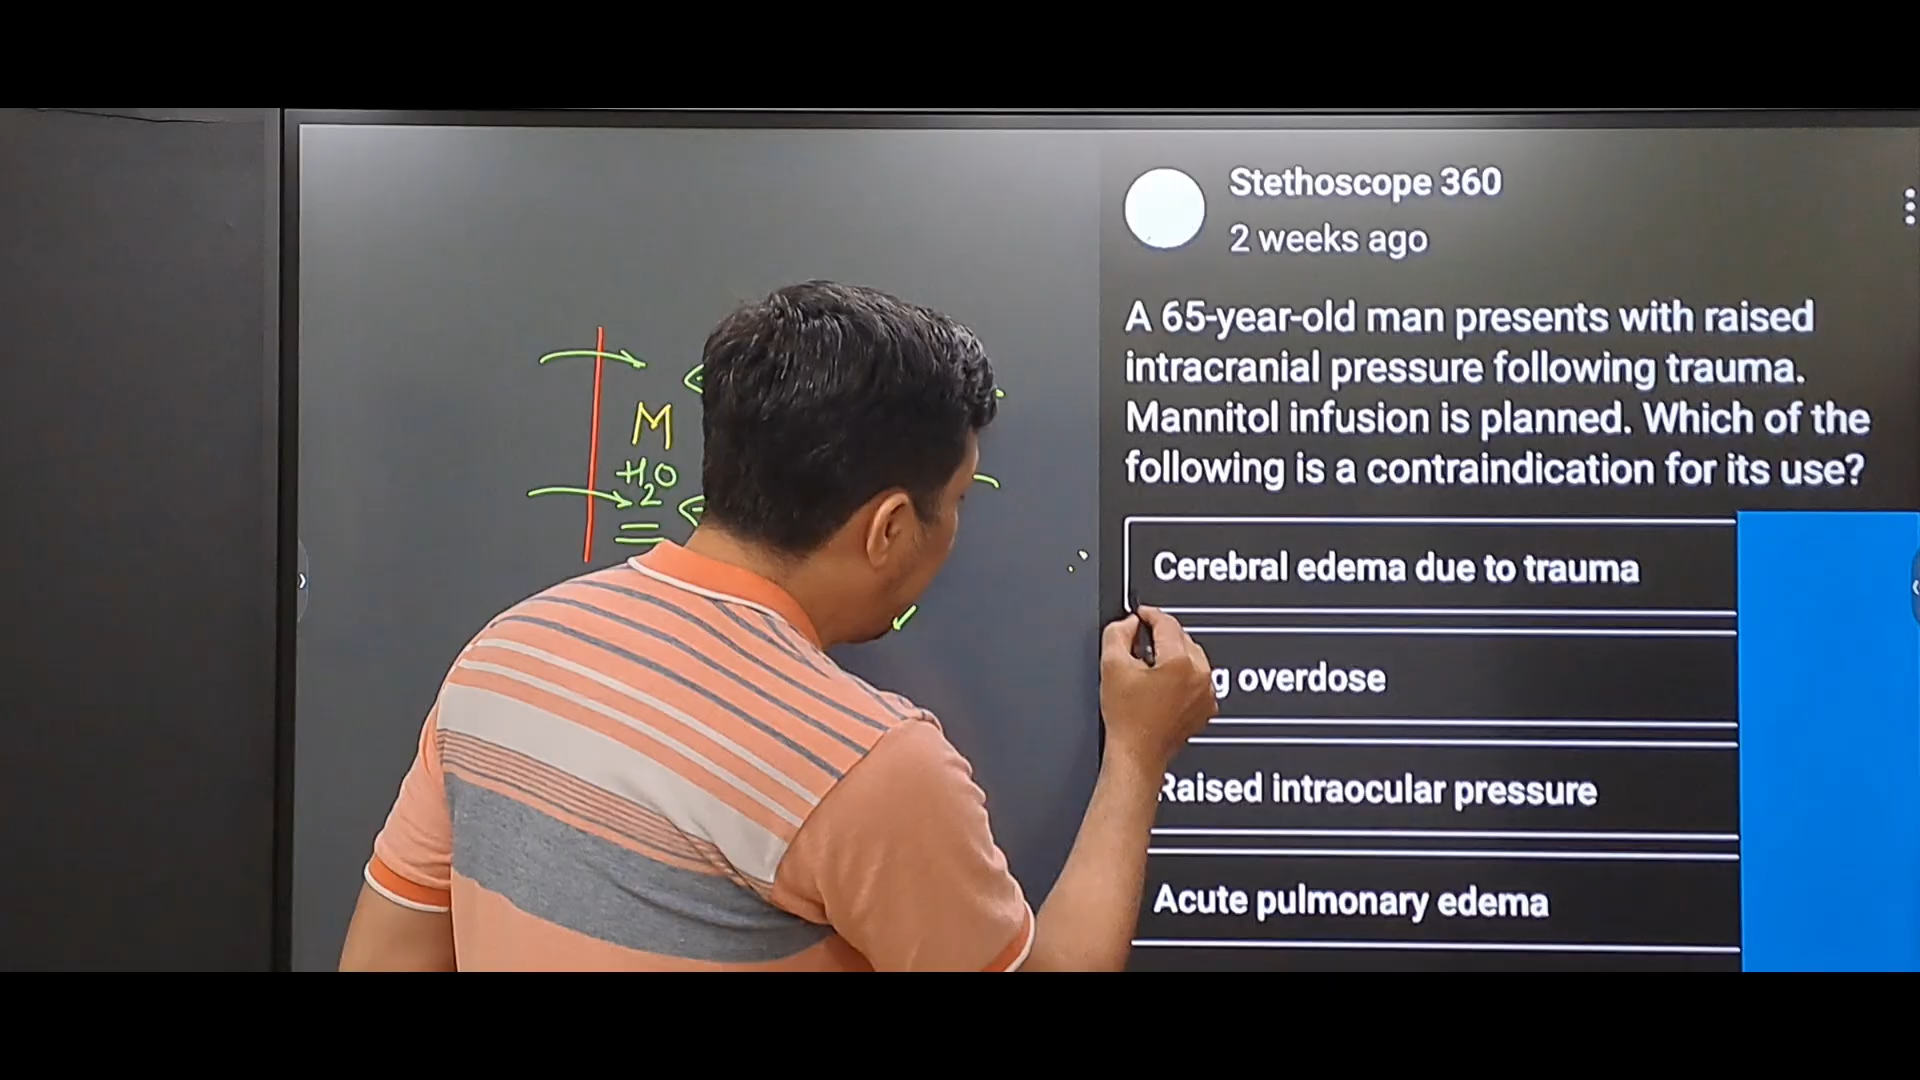 M
H₂O
Stethoscope 360
2 weeks ago
A 65-year-old man presents with raised
intracranial pressure following trauma.
Mannitol infusion is planned. Which of the
following is a contraindication for its use?
Cerebral edema due to trauma
g overdose
Raised intraocular pressure
Acute pulmonary edema